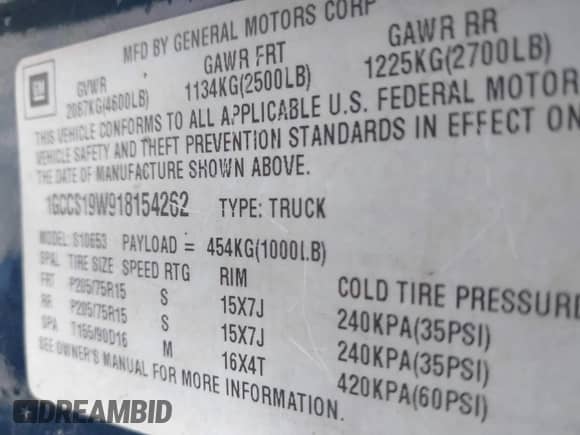 MFD BY GENERAL MOTORS CORP
GM GVWR GAWR FRT GAWR RR
2087KG(4600LB) 1134KG(2500LB) 1225KG(2700LB)
THIS VEHICLE CONFORMS TO ALL APPLICABLE U.S. FEDERAL MOTOR
VEHICLE SAFETY AND THEFT PREVENTION STANDARDS IN EFFECT ON
THE DATE OF MANUFACTURE SHOWN ABOVE.
1GCCS19W918154262 TYPE: TRUCK
MODEL: S10653 PAYLOAD = 454KG(1000LB)
SPAL TIRE SIZE SPEED RTG RIM COLD TIRE PRESSURE
FRT P205/75R15 S 15X7J 240KPA(35PSI)
RR P205/75R15 S 15X7J 240KPA(35PSI)
SPA T155/90D16 M 16X4T 420KPA(60PSI)
SEE OWNER'S MANUAL FOR MORE INFORMATION.
DREAMBID